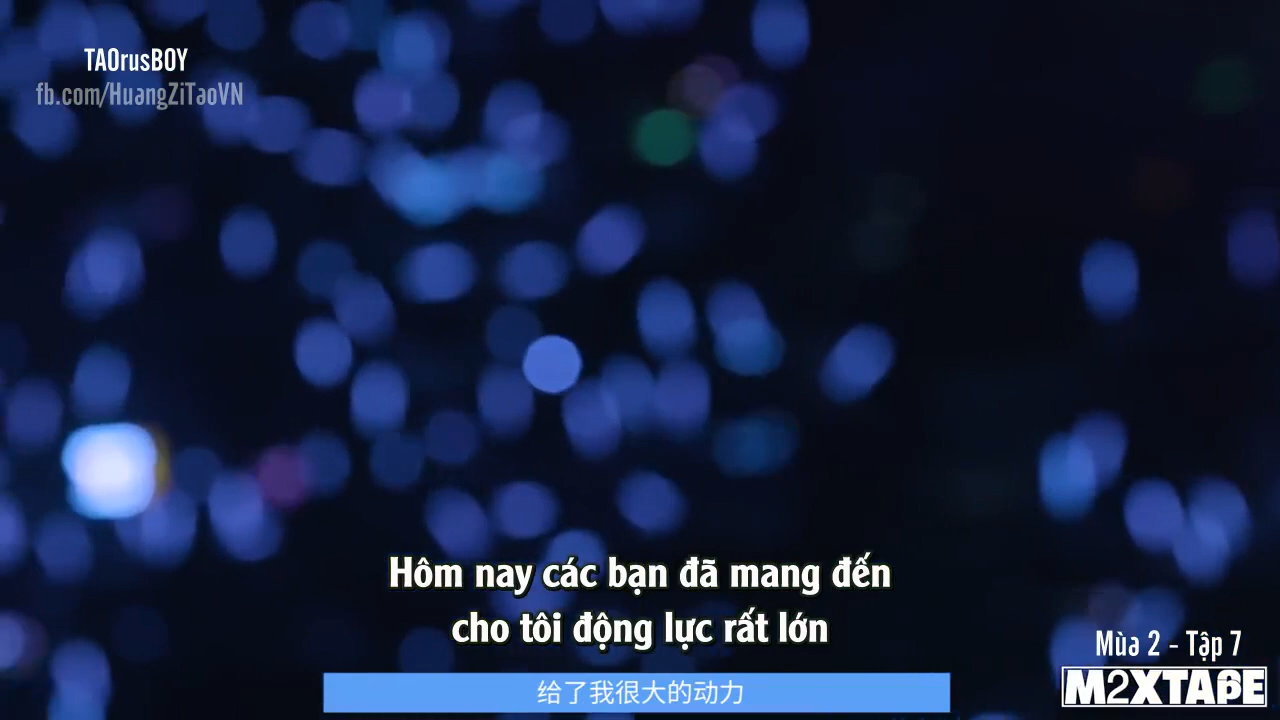 TAOrusBOY
fb.com/HuangZiTaoVN
Hôm nay các bạn đã mang đến
cho tôi động lực rất lớn
给了我很大的动力
Mùa 2 - Tập 7
M2XTAPE